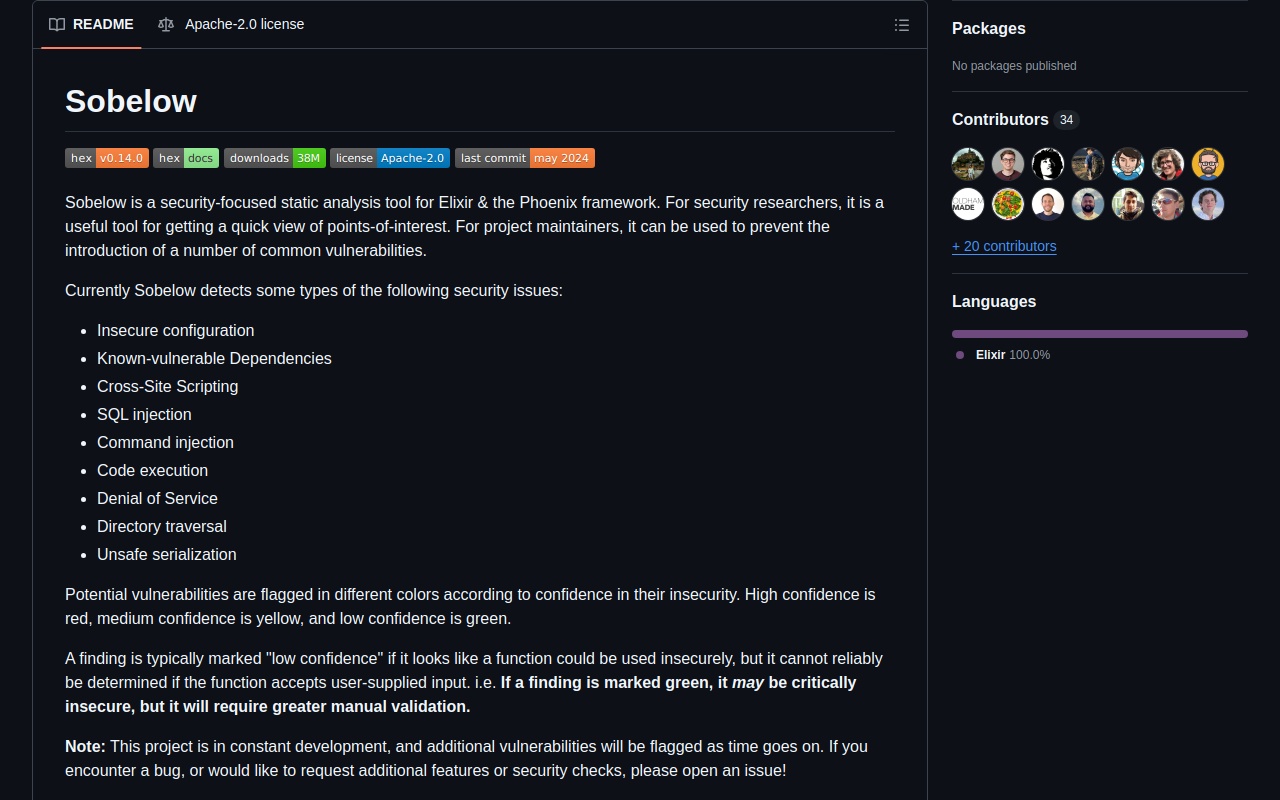 README
Apache-2.0 license
Sobelow
hex v0.14.0
hex docs
downloads 38M
license Apache-2.0
last commit may 2024
Sobelow is a security-focused static analysis tool for Elixir & the Phoenix framework. For security researchers, it is a
useful tool for getting a quick view of points-of-interest. For project maintainers, it can be used to prevent the
introduction of a number of common vulnerabilities.
Currently Sobelow detects some types of the following security issues:
Insecure configuration
Known-vulnerable Dependencies
Cross-Site Scripting
SQL injection
Command injection
Code execution
Denial of Service
Directory traversal
Unsafe serialization
Potential vulnerabilities are flagged in different colors according to confidence in their insecurity. High confidence is
red, medium confidence is yellow, and low confidence is green.
A finding is typically marked "low confidence" if it looks like a function could be used insecurely, but it cannot reliably
be determined if the function accepts user-supplied input. i.e. If a finding is marked green, it may be critically
insecure, but it will require greater manual validation.
Note: This project is in constant development, and additional vulnerabilities will be flagged as time goes on. If you
encounter a bug, or would like to request additional features or security checks, please open an issue!
Packages
No packages published
Contributors 34
OLDHAM
MADE
+ 20 contributors
Languages
Elixir 100.0%